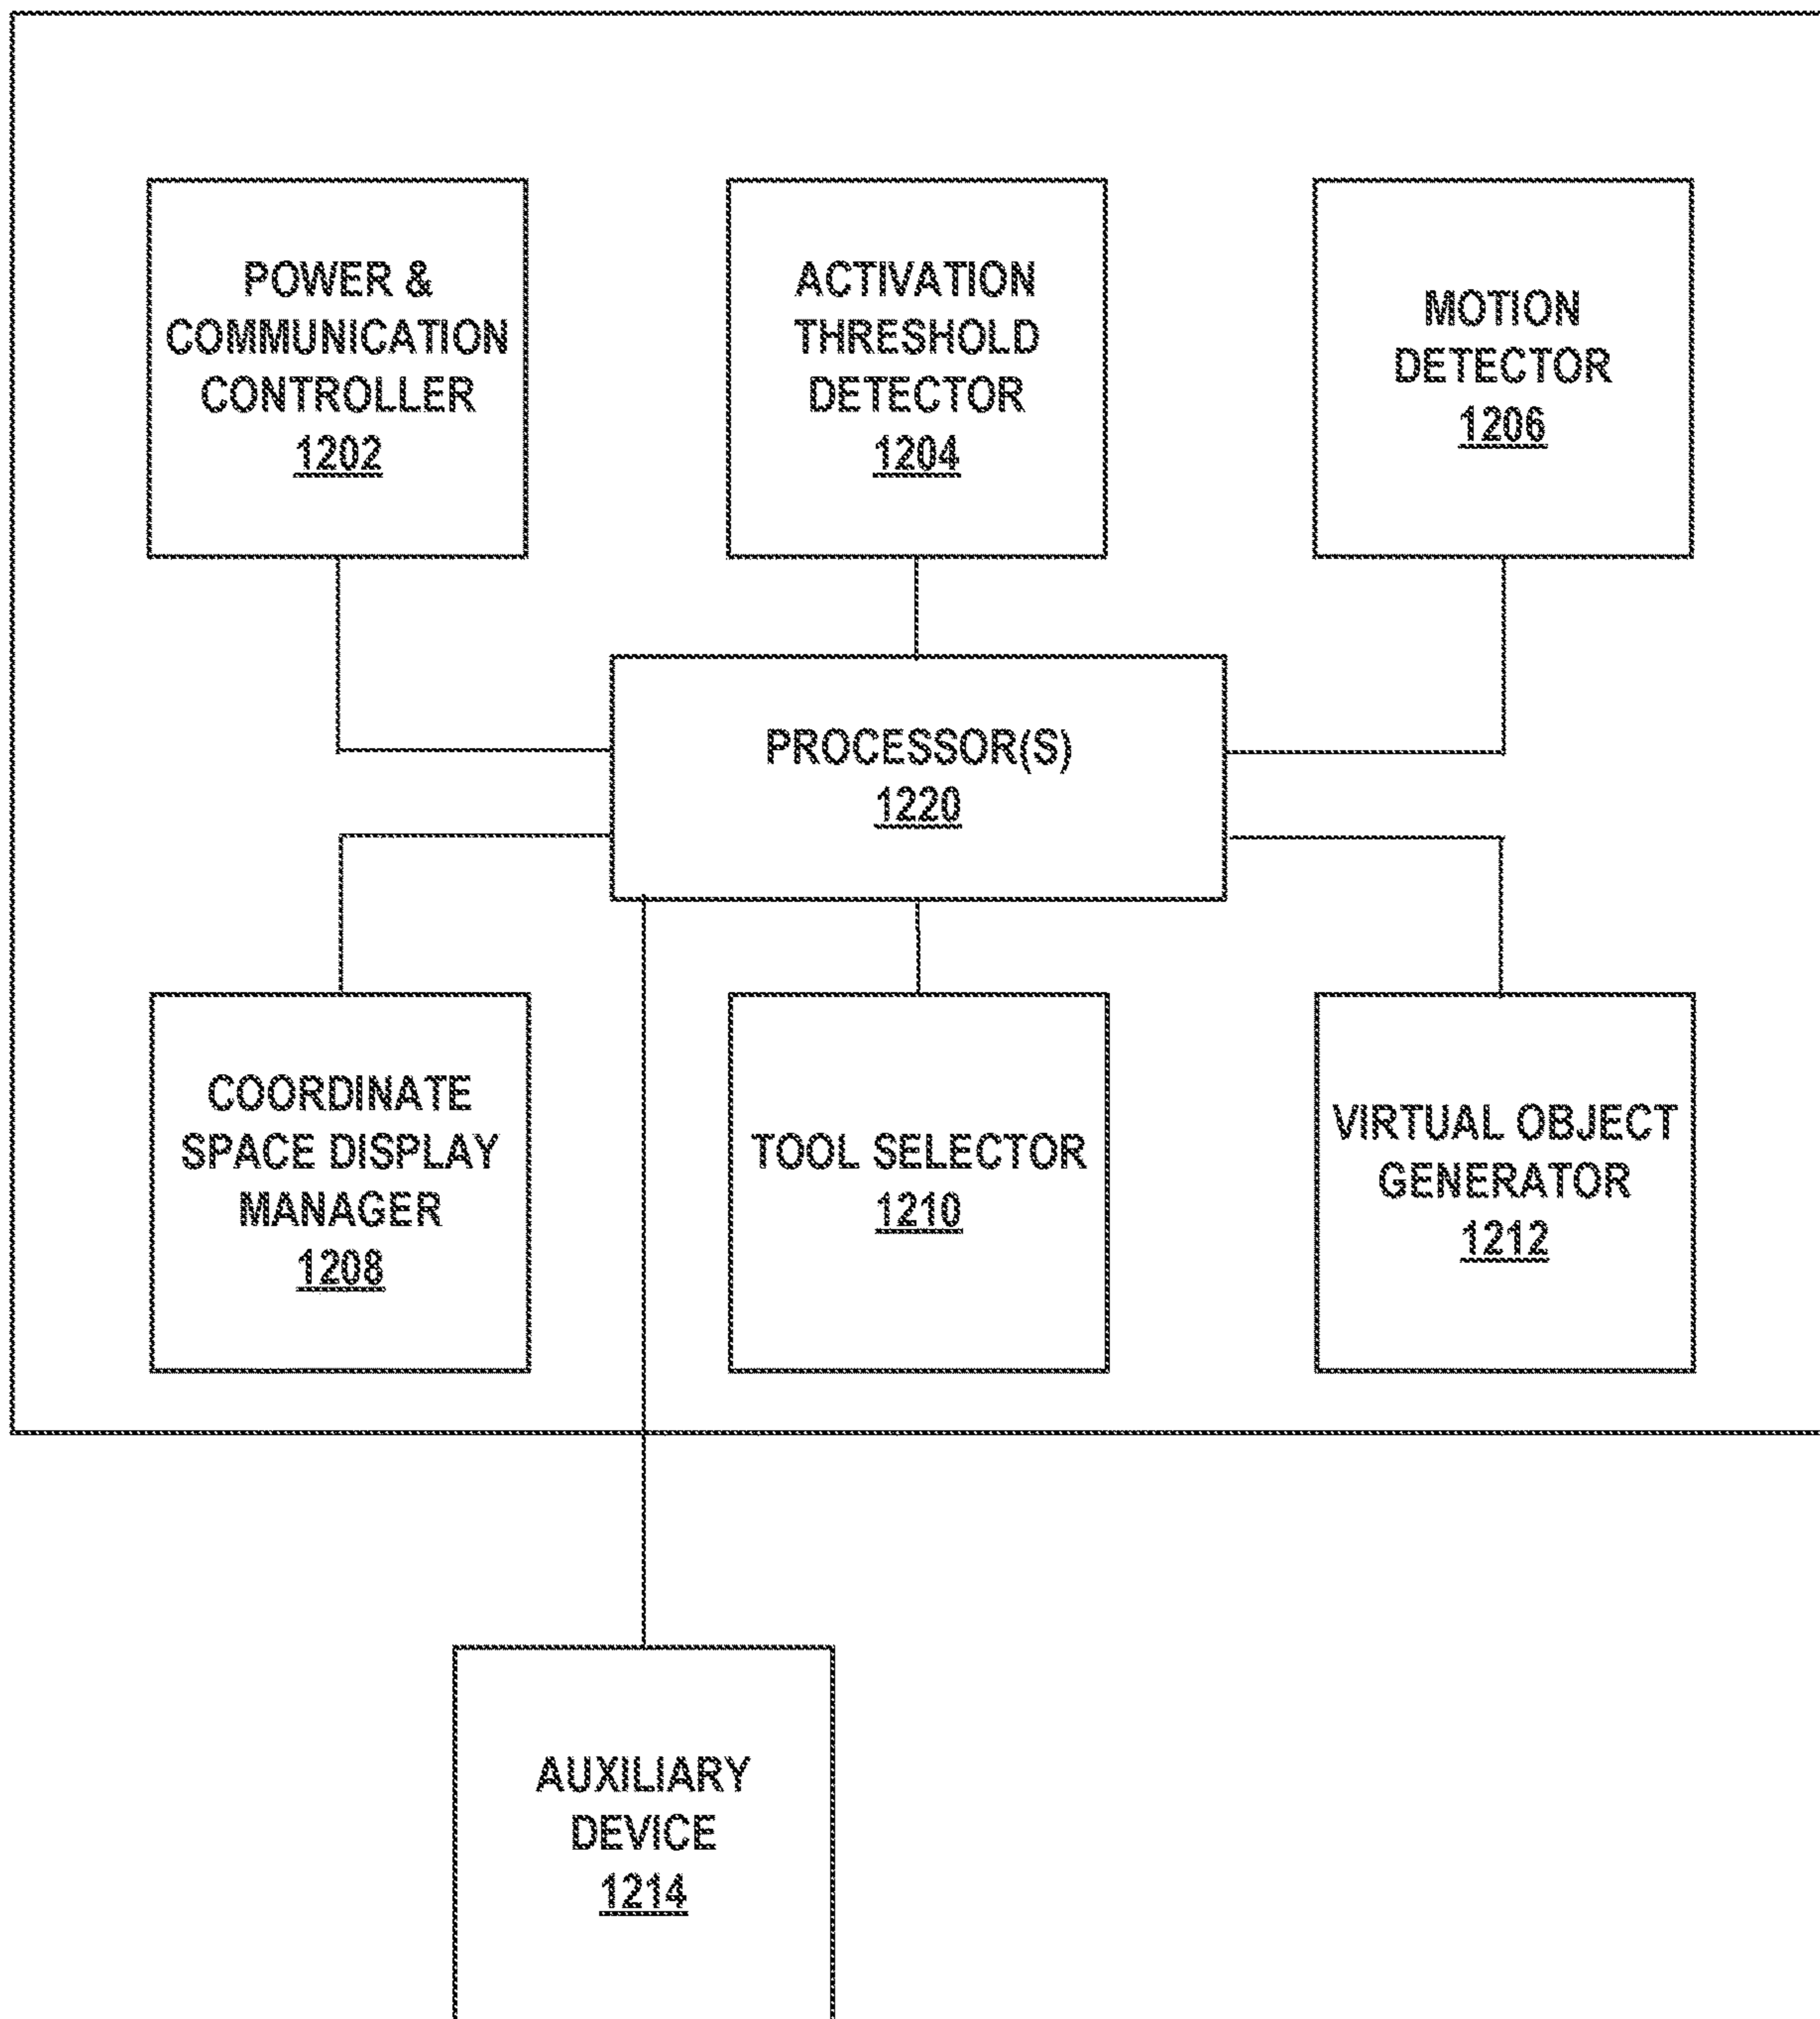 POWER &
COMMUNICATION
CONTROLLER
1202
ACTIVATION
THRESHOLD
DETECTOR
1204
MOTION
DETECTOR
1206
PROCESSOR(S)
1220
COORDINATE
SPACE DISPLAY
MANAGER
1208
TOOL SELECTOR
1210
VIRTUAL OBJECT
GENERATOR
1212
AUXILIARY
DEVICE
1214